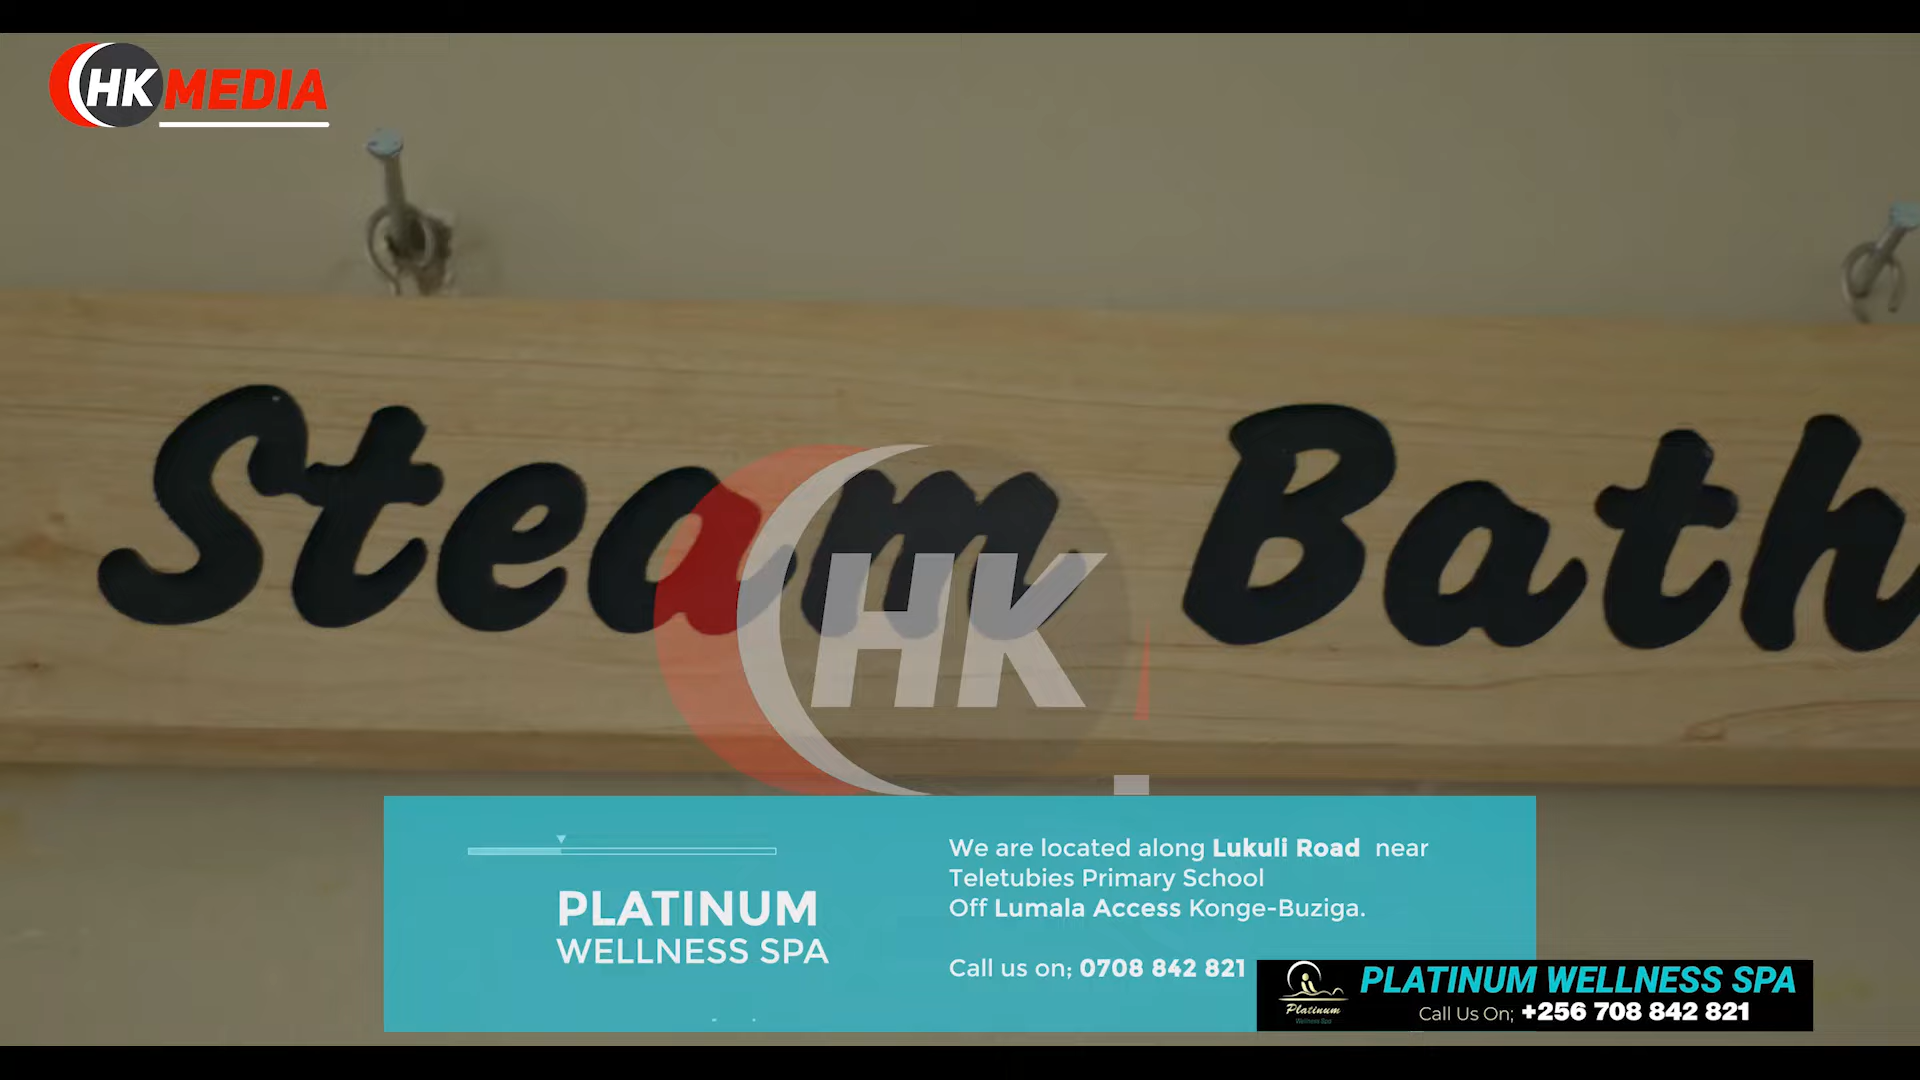 HK MEDIA
Steam Bath
HK
PLATINUM
WELLNESS SPA
We are located along Lukuli Road near
Teletubies Primary School
Off Lumala Access Konge-Buziga.
Call us on; 0708 842 821
Platinum
Wellness Spa
PLATINUM WELLNESS SPA
Call Us On; +256 708 842 821